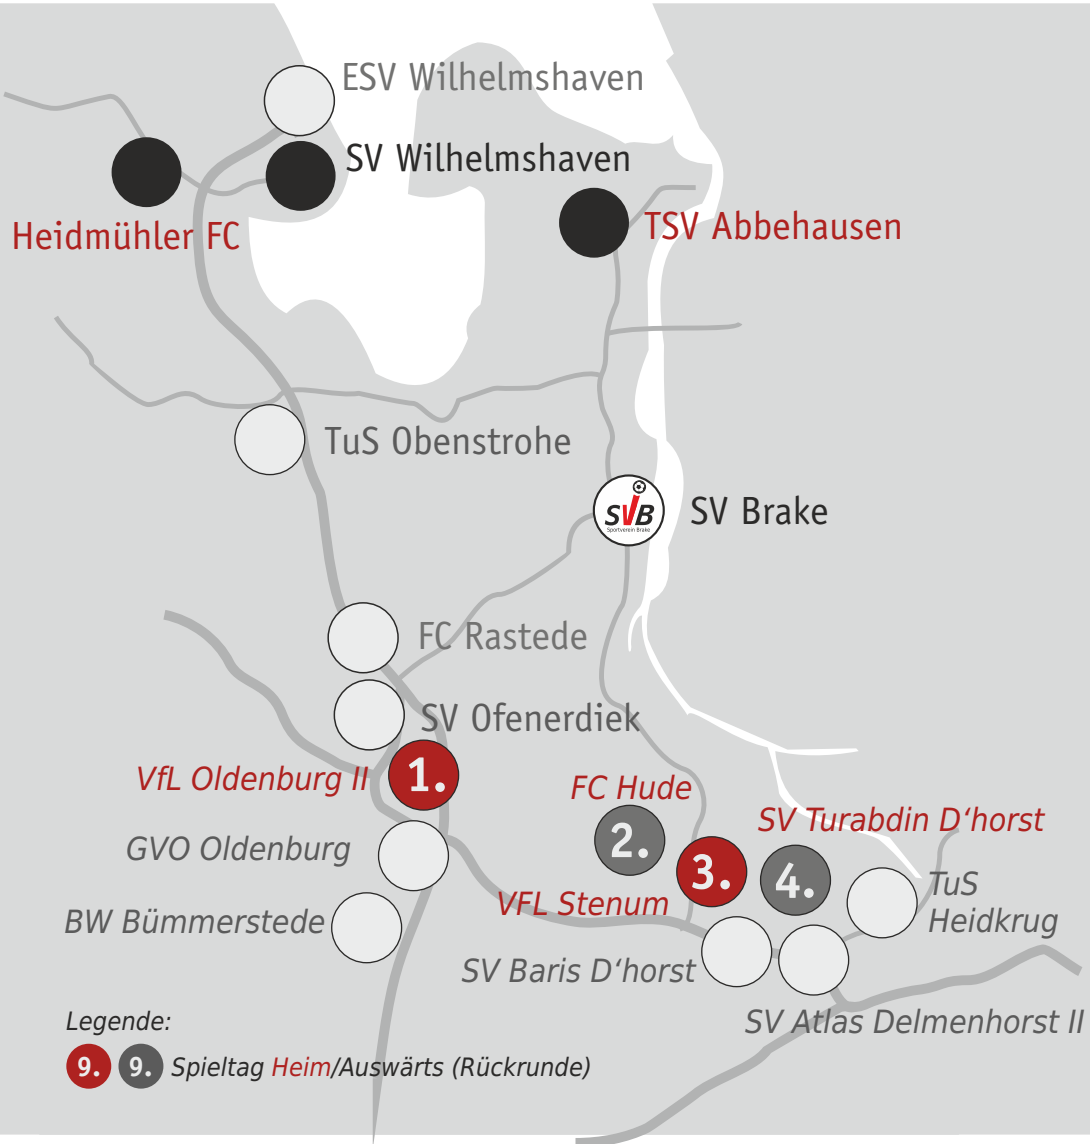 ESV Wilhelmshaven
SV Wilhelmshaven
Heidmühler FC
TSV Abbehausen
TuS Obenstrohe
SVB
Sportverein Brake
SV Brake
FC Rastede
SV Ofenerdiek
VfL Oldenburg II
1.
FC Hude
2.
SV Turabdin D‘horst
GVO Oldenburg
3.
4.
VFL Stenum
TuS
Heidkrug
BW Bümmerstede
SV Baris D‘horst
SV Atlas Delmenhorst II
Legende:
9. 9. Spieltag Heim/Auswärts (Rückrunde)